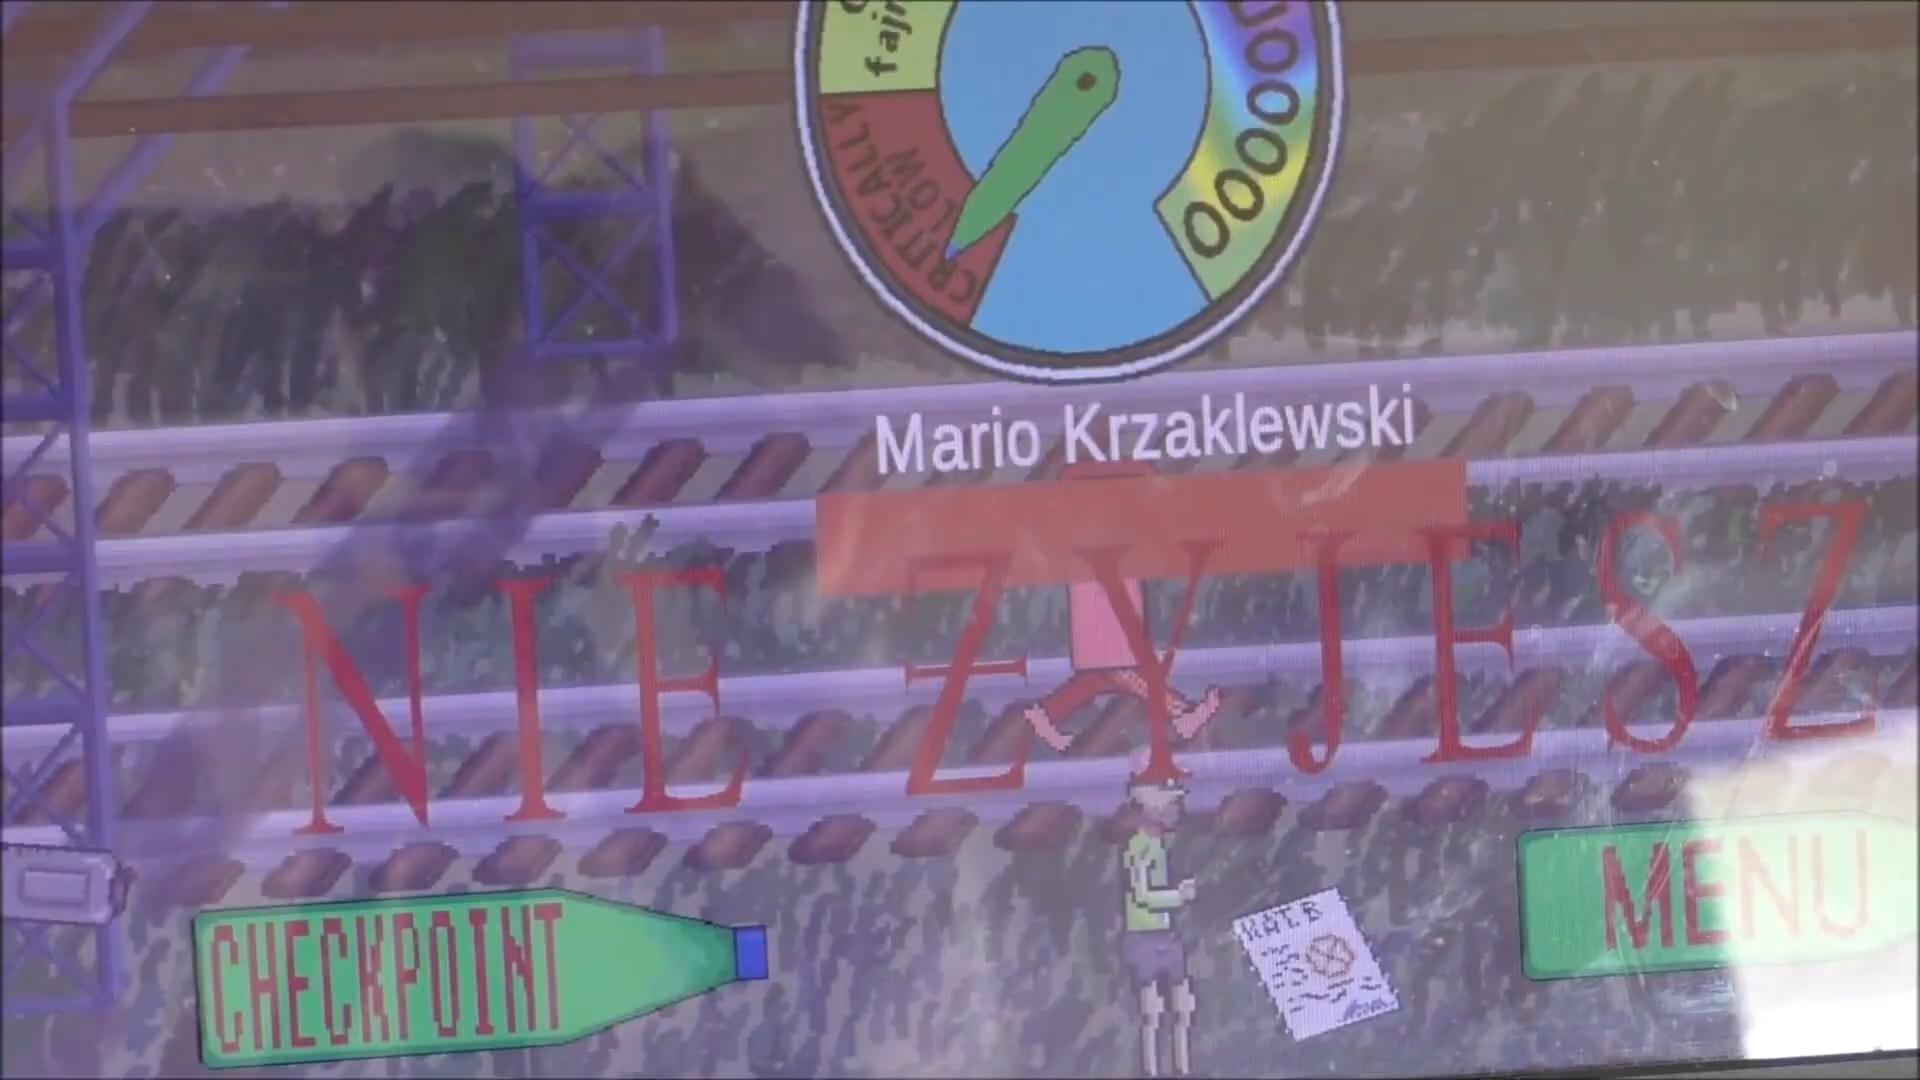 fajn
CRITICALLY
LOW
OOOOOO
Mario Krzaklewski
NIE ŻYJESZ
CHECKPOINT
MENU